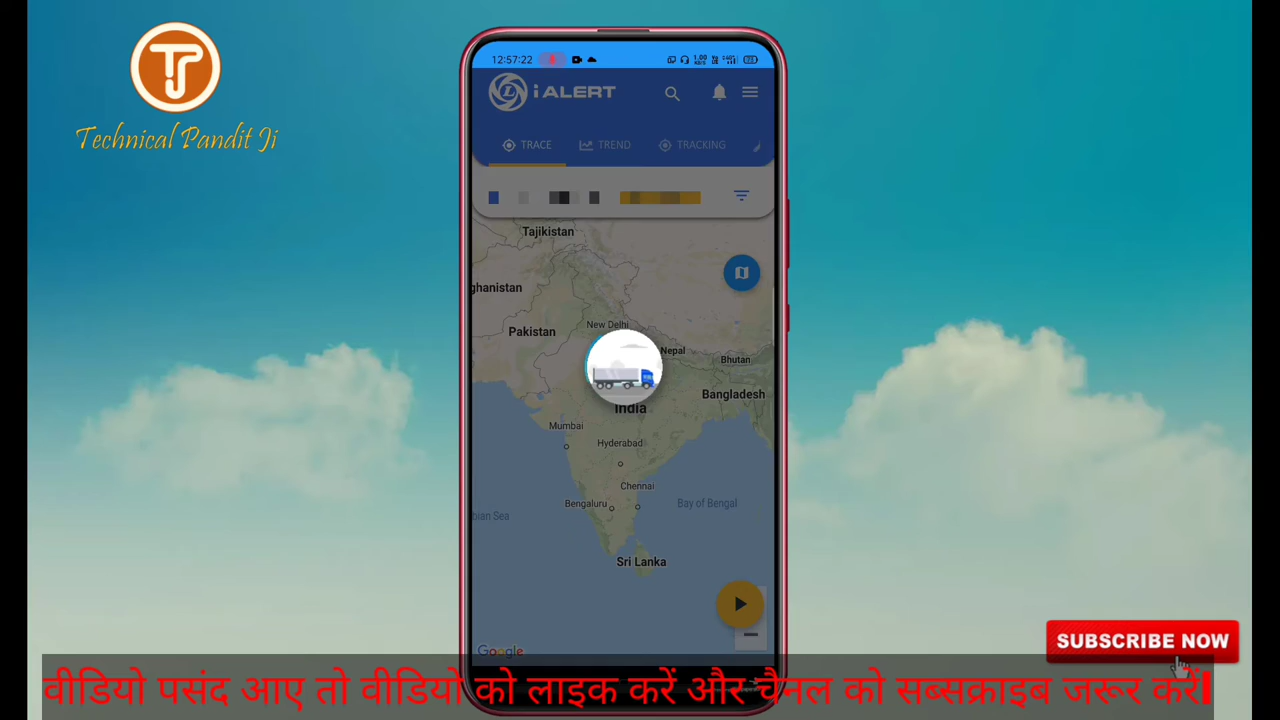 Technical Pandit Ji
12:57:22
iALERT
TRACE
TREND
TRACKING
Tajikistan
ghanistan
Pakistan
New Delhi
Nepal
Bhutan
Bangladesh
India
Mumbai
Hyderabad
Chennai
Bengaluru
Bay of Bengal
bian Sea
Sri Lanka
Google
SUBSCRIBE NOW
वीडियो पसंद आए तो वीडियो को लाइक करें और चैनल को सब्सक्राइब जरूर करें!